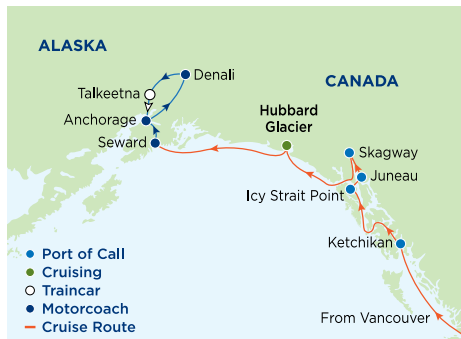 ALASKA
Denali
CANADA
Talkeetna
Hubbard
Glacier
Anchorage
Seward
Skagway
Juneau
Icy Strait Point
Ketchikan
Port of Call
Cruising
Traincar
Motorcoach
Cruise Route
From Vancouver